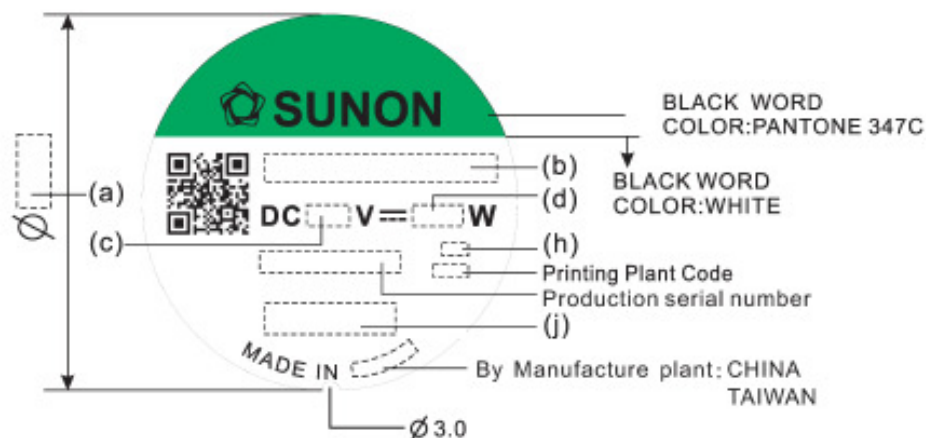 SUNON
BLACK WORD
COLOR:PANTONE 347C
(b)
BLACK WORD
COLOR:WHITE
(a)
(d)
DC V W
Ø
(c)
(h)
Printing Plant Code
Production serial number
(j)
MADE IN
By Manufacture plant: CHINA
TAIWAN
Ø 3.0